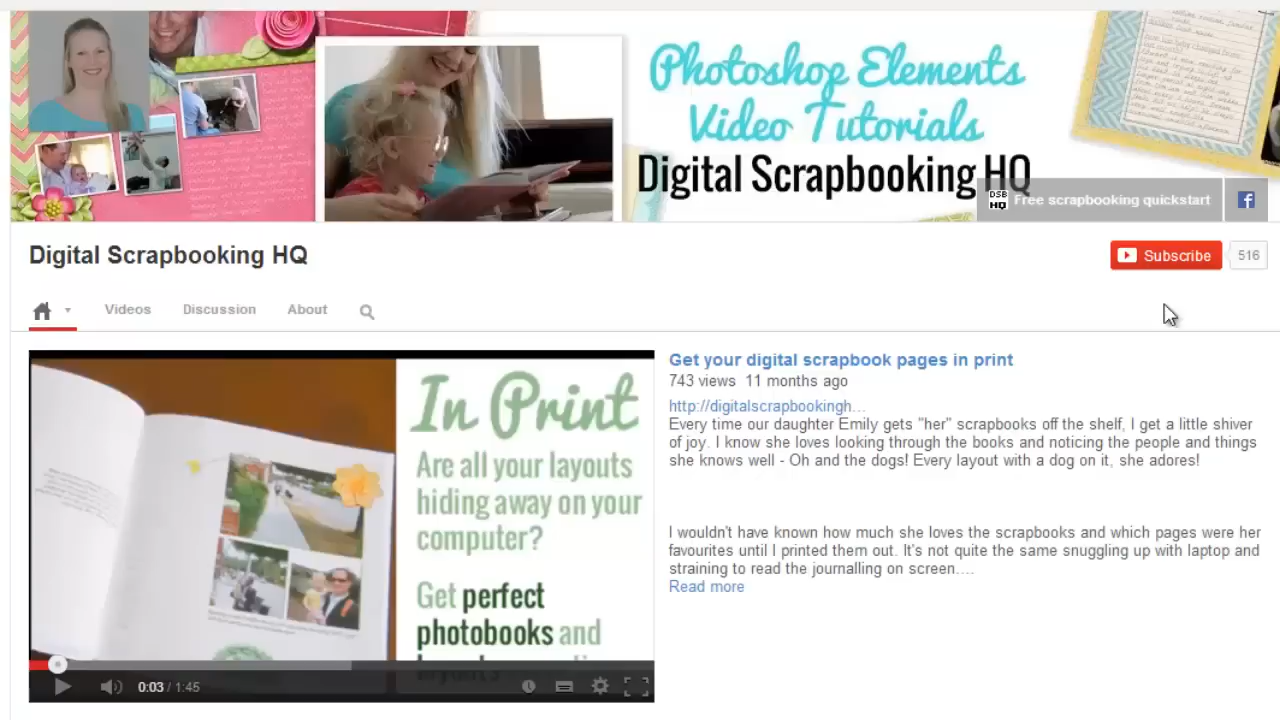 Photoshop Elements
Video Tutorials
Digital Scrapbooking HQ
DSB
HQ
Free scrapbooking quickstart
f
Digital Scrapbooking HQ
Subscribe
516
Videos
Discussion
About
In Print
Are all your layouts
hiding away on your
computer?
Get perfect
photobooks and
0:03 / 1:45
Get your digital scrapbook pages in print
743 views 11 months ago
http://digitalscrapbookingh...
Every time our daughter Emily gets "her" scrapbooks off the shelf, I get a little shiver
of joy. I know she loves looking through the books and noticing the people and things
she knows well - Oh and the dogs! Every layout with a dog on it, she adores!
I wouldn't have known how much she loves the scrapbooks and which pages were her
favourites until I printed them out. It's not quite the same snuggling up with laptop and
straining to read the journalling on screen....
Read more